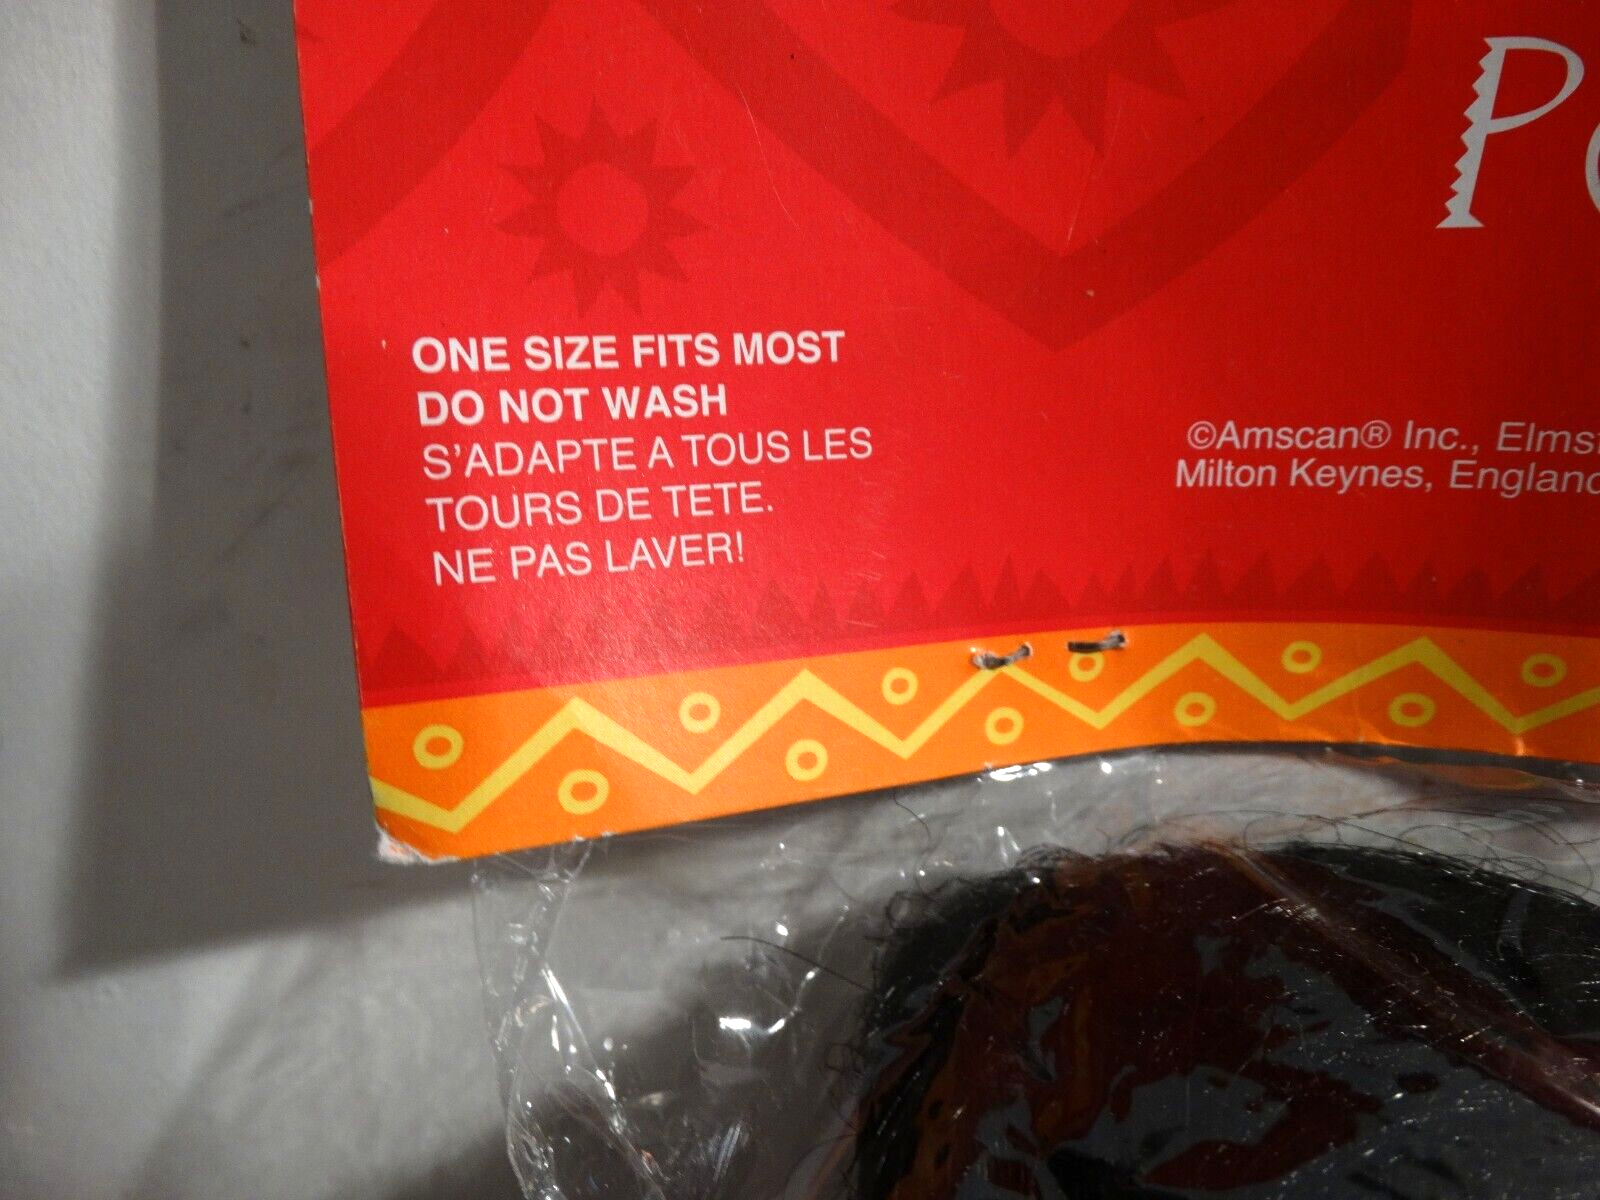 P
ONE SIZE FITS MOST
DO NOT WASH
S'ADAPTE A TOUS LES
TOURS DE TETE.
NE PAS LAVER!
©Amscan® Inc.,
Milton Keynes, England